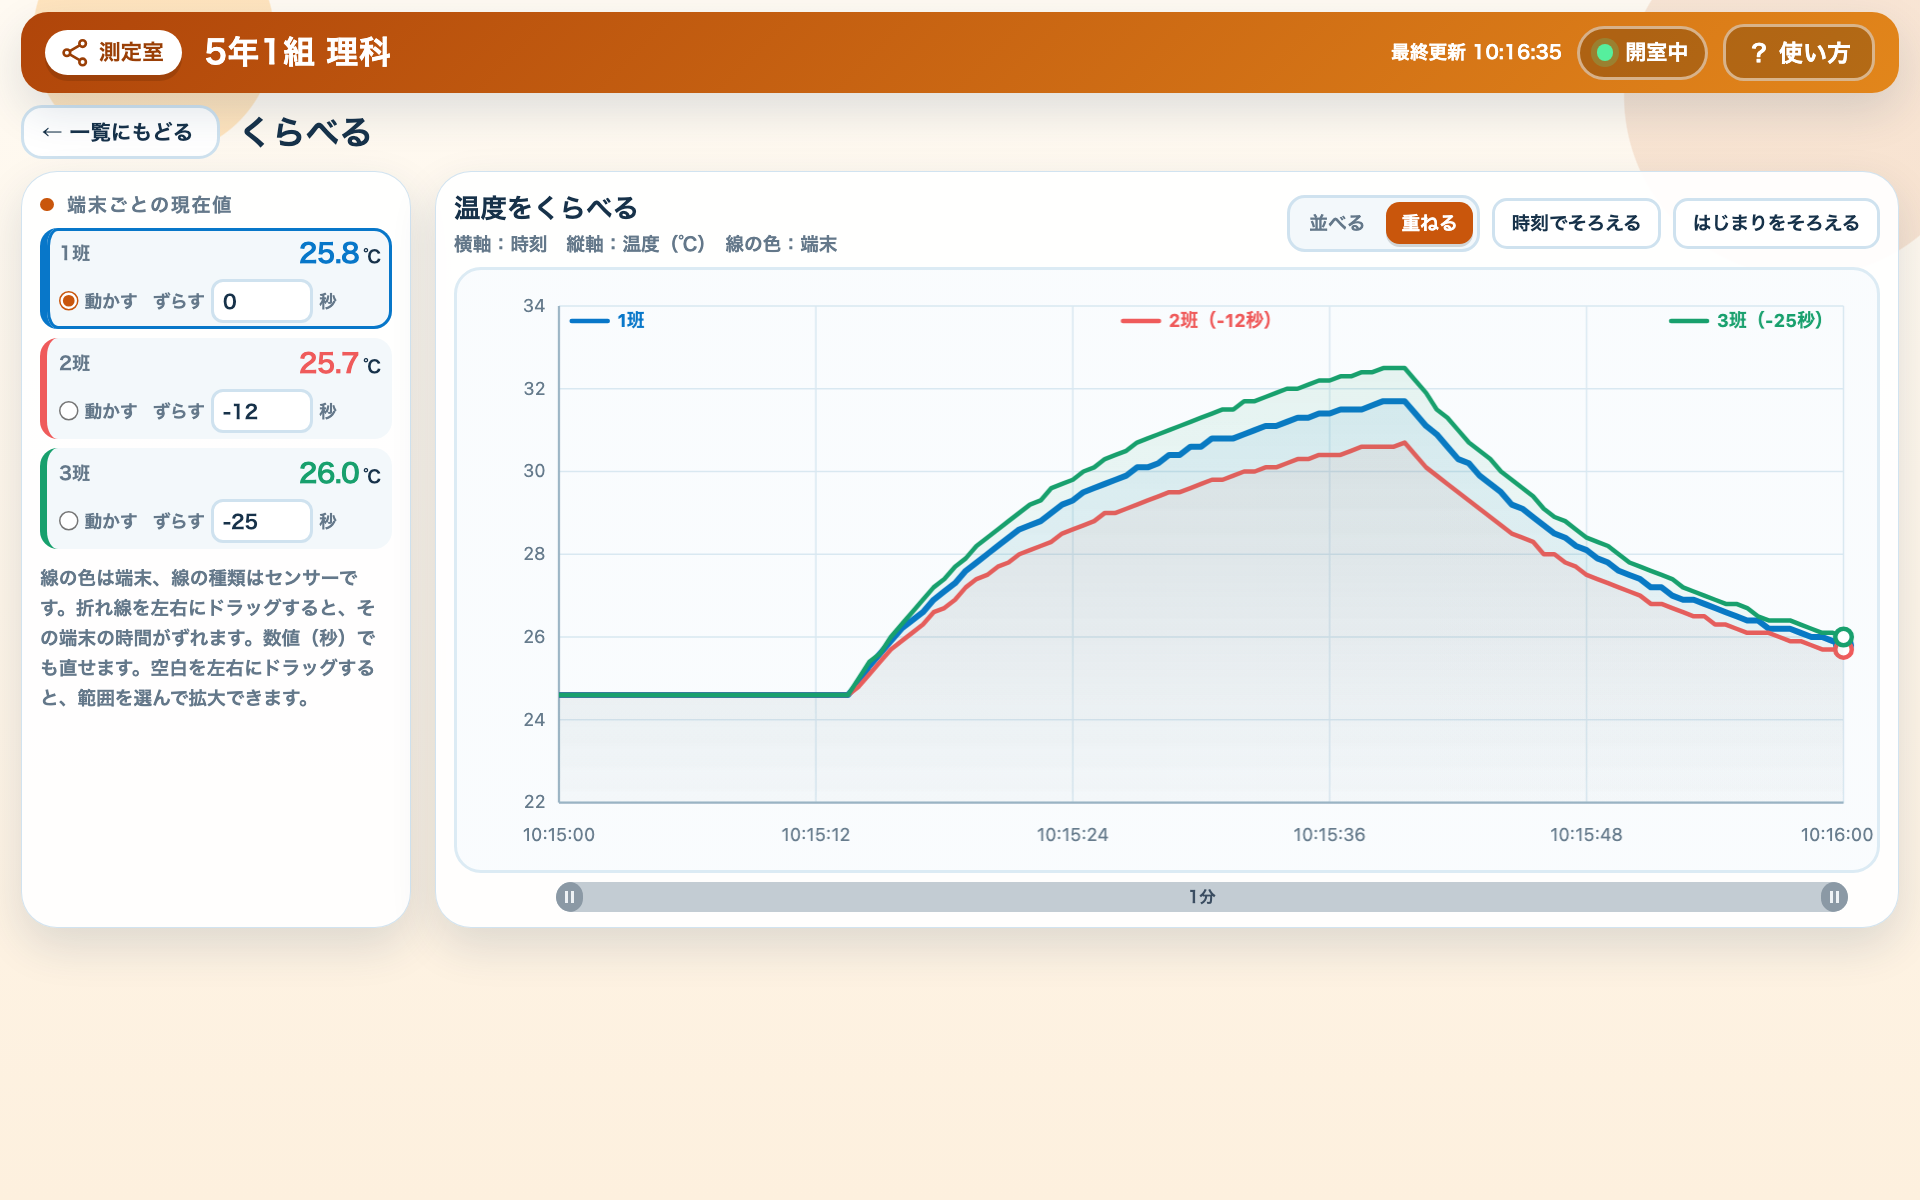 測定室
5年1組 理科
最終更新 10:16:35
開室中
? 使い方
← 一覧にもどる
くらべる
端末ごとの現在値
1班
25.8℃
動かす ずらす 0 秒
2班
25.7℃
動かす ずらす -12 秒
3班
26.0℃
動かす ずらす -25 秒
線の色は端末、線の種類はセンサーで
す。折れ線を左右にドラッグすると、そ
の端末の時間がずれます。数値（秒）で
も直せます。空白を左右にドラッグする
と、範囲を選んで拡大できます。
温度をくらべる
横軸：時刻 縦軸：温度（℃） 線の色：端末
並べる
重ねる
時刻でそろえる
はじまりをそろえる
1班
2班（-12秒）
3班（-25秒）
34
32
30
28
26
24
22
10:15:00
10:15:12
10:15:24
10:15:36
10:15:48
10:16:00
1分